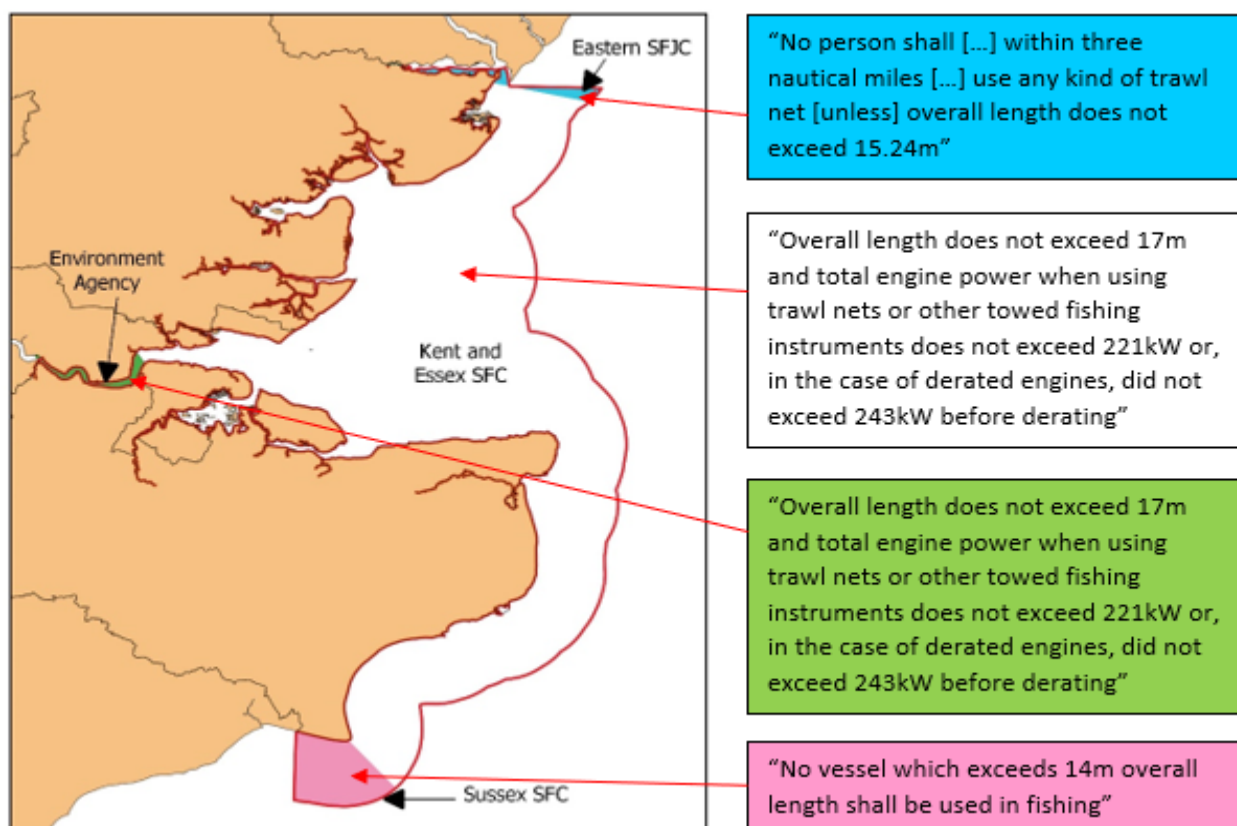 Eastern SFJC
Environment
Agency
Kent and
Essex SFC
Sussex SFC
“No person shall […] within three
nautical miles […] use any kind of trawl
net [unless] overall length does not
exceed 15.24m”
“Overall length does not exceed 17m
and total engine power when using
trawl nets or other towed fishing
instruments does not exceed 221kW or,
in the case of derated engines, did not
exceed 243kW before derating”
“Overall length does not exceed 17m
and total engine power when using
trawl nets or other towed fishing
instruments does not exceed 221kW or,
in the case of derated engines, did not
exceed 243kW before derating”
“No vessel which exceeds 14m overall
length shall be used in fishing”